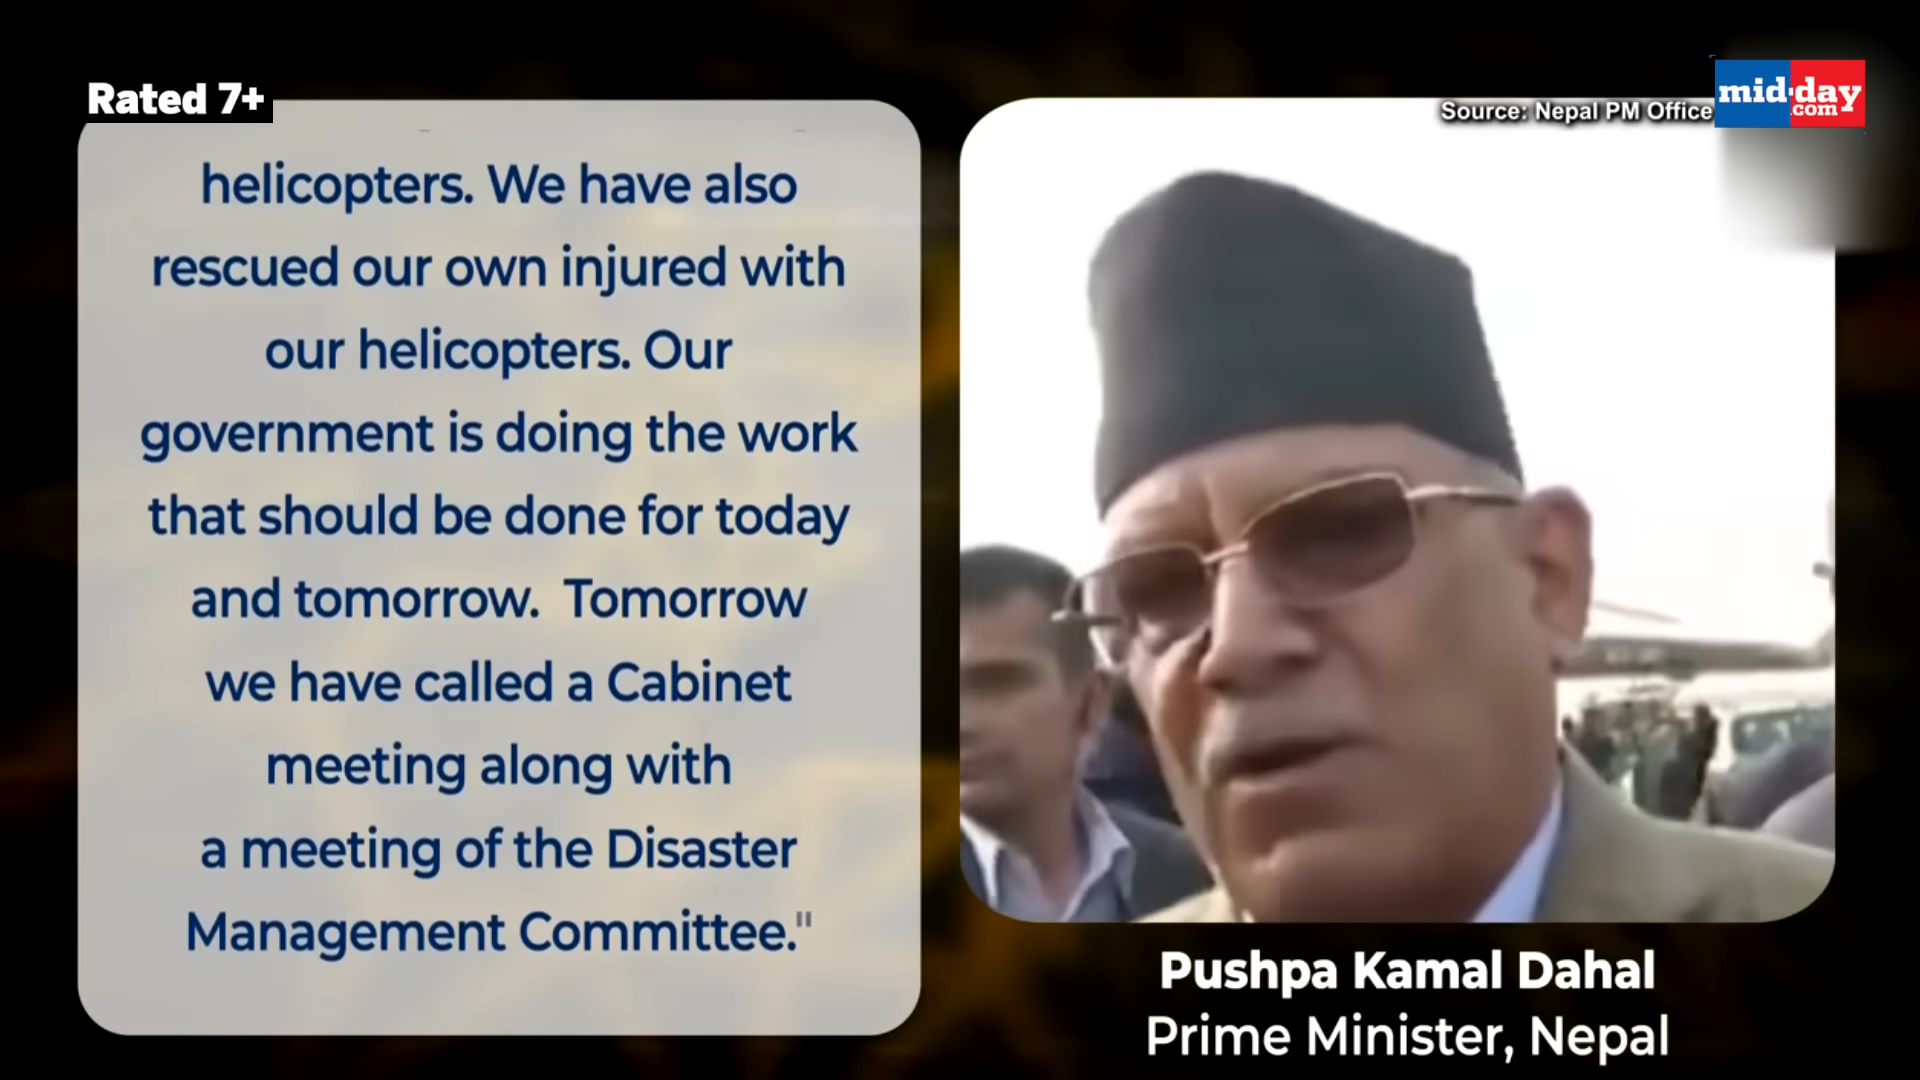 Rated 7+
helicopters. We have also
rescued our own injured with
our helicopters. Our
government is doing the work
that should be done for today
and tomorrow.  Tomorrow
we have called a Cabinet
meeting along with
a meeting of the Disaster
Management Committee."
Source: Nepal PM Office
mid-day
.com
Pushpa Kamal Dahal
Prime Minister, Nepal